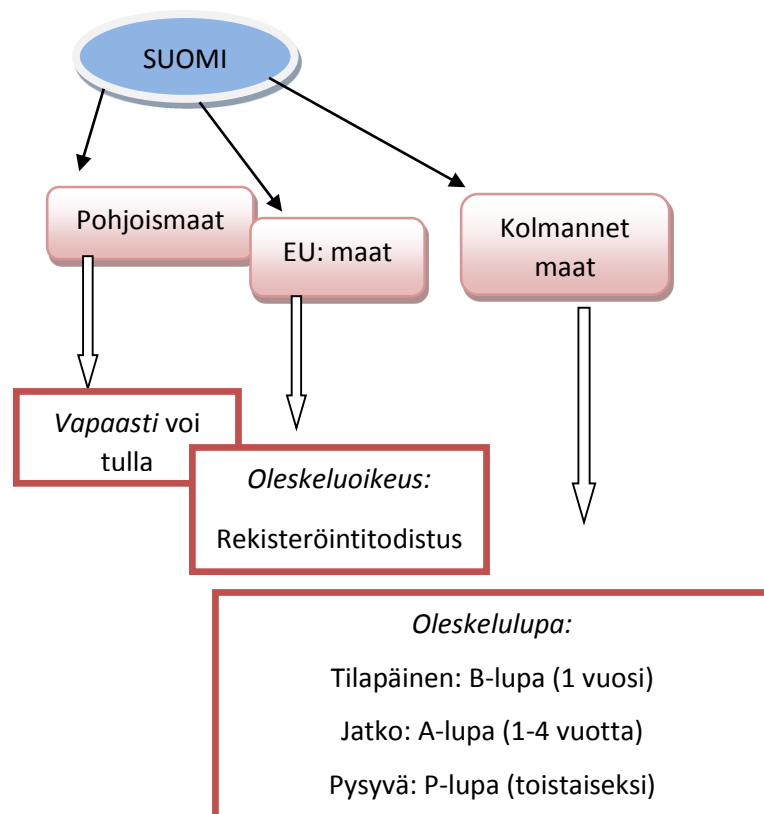 SUOMI
Pohjoismaat
EU: maat
Kolmannet
maat
Vapaasti voi
tulla
Oleskeluoikeus:
Rekisteröintitodistus
Oleskelulupa:
Tilapäinen: B-lupa (1 vuosi)
Jatko: A-lupa (1-4 vuotta)
Pysyvä: P-lupa (toistaiseksi)